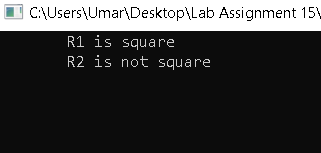 C:\Users\Umar\Desktop\Lab Assignment 15\
R1 is square
R2 is not square